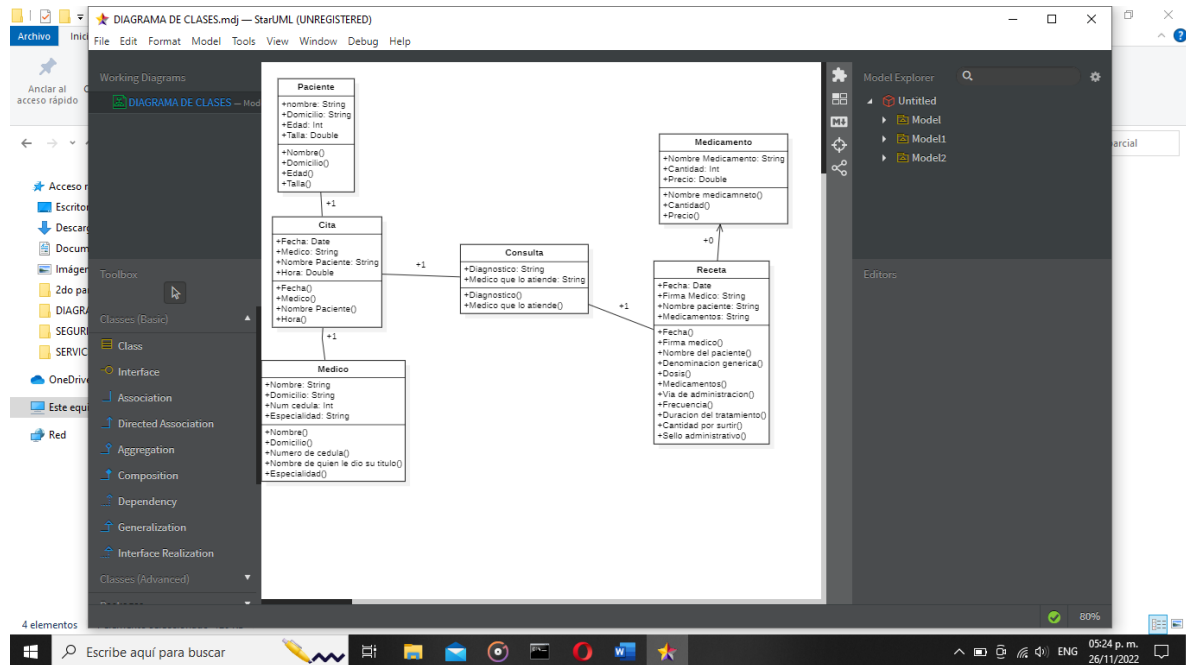 DIAGRAMA DE CLASES.mdj — StarUML (UNREGISTERED)
Archivo
File Edit Format Model Tools View Window Debug Help
Anclar al
acceso rápido
Acceso r
Escrito
Descar
Docum
Imáger
2do pa
DIAGRA
SEGURI
SERVIC
OneDrive
Este equ
Red
4 elementos
Working Diagrams
DIAGRAMA DE CLASES — Mod
Toolbox
Classes (Basic)
Class
Interface
Association
Directed Association
Aggregation
Composition
Dependency
Generalization
Interface Realization
Classes (Advanced)
Paciente
+nombre: String
+Domicilio: String
+Edad: Int
+Talla: Double
+Nombre()
+Domicilio()
+Edad()
+Talla()
+1
Cita
+Fecha: Date
+Medico: String
+Nombre Paciente: String
+Hora: Double
+Fecha()
+Medico()
+Nombre Paciente()
+Hora()
+1
Medico
+Nombre: String
+Domicilio: String
+Num cedula: Int
+Especialidad: String
+Nombre()
+Domicilio()
+Numero de cedula()
+Nombre de quien le dio su titulo()
+Especialidad()
+1
Consulta
+Diagnostico: String
+Medico que lo atiende: String
+Diagnostico()
+Medico que lo atiende()
+1
Medicamento
+Nombre Medicamento: String
+Cantidad: Int
+Precio: Double
+Nombre medicamneto()
+Cantidad()
+Precio()
+0
Receta
+Fecha: Date
+Firma Medico: String
+Nombre paciente: String
+Medicamentos: String
+Fecha()
+Firma medico()
+Nombre del paciente()
+Denominacion generica()
+Dosis()
+Medicamentos()
+Via de administracion()
+Frecuencia()
+Duracion del tratamiento()
+Cantidad por surtir()
+Sello administrativo()
Model Explorer
Untitled
Model
Model1
Model2
Editors
arcial
80%
Escribe aquí para buscar
ENG
05:24 p. m.
26/11/2022